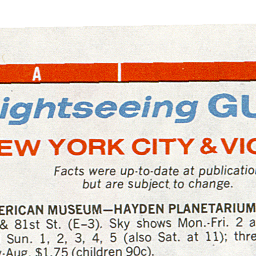 A
ightseeing GU
EW YORK CITY & VIC
Facts were up-to-date at publicatio
but are subject to change.
ERICAN MUSEUM—HAYDEN PLANETARIUM
& 81st St. (E–3). Sky shows Mon.-Fri. 2 a
Sun. 1, 2, 3, 4, 5 (also Sat. at 11); thre
y-Aug. $1.75 (children 90c).